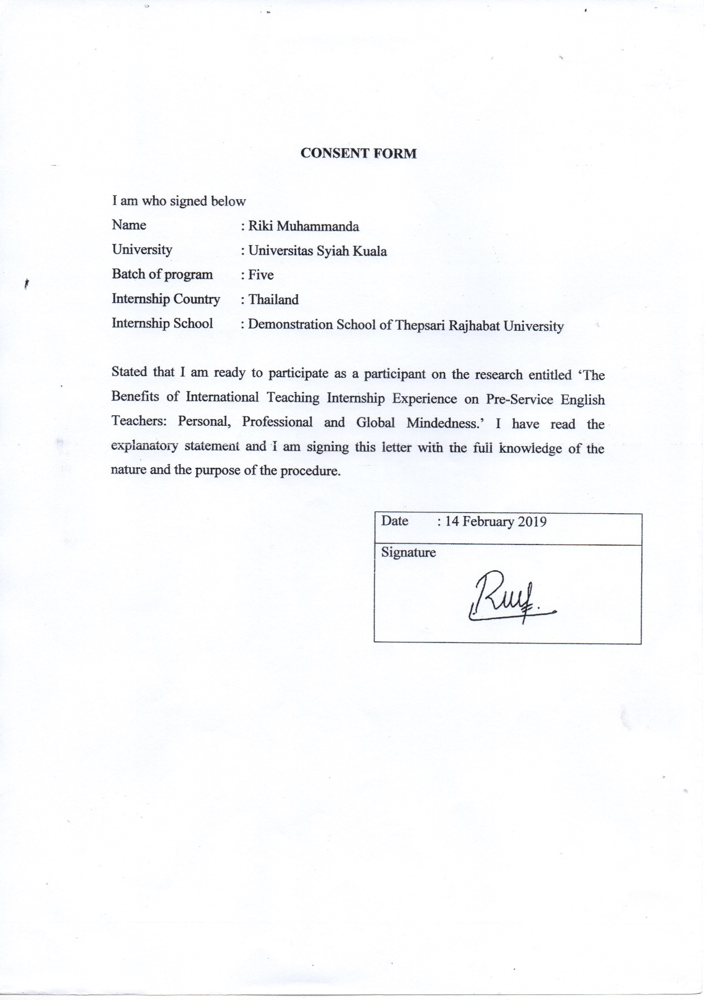 CONSENT FORM
I am who signed below
Name : Riki Muhammanda
University : Universitas Syiah Kuala
Batch of program : Five
Internship Country : Thailand
Internship School : Demonstration School of Thepsari Rajhabat University
Stated that I am ready to participate as a participant on the research entitled ‘The
Benefits of International Teaching Internship Experience on Pre-Service English
Teachers: Personal, Professional and Global Mindedness.’ I have read the
explanatory statement and I am signing this letter with the full knowledge of the
nature and the purpose of the procedure.
Date : 14 February 2019
Signature